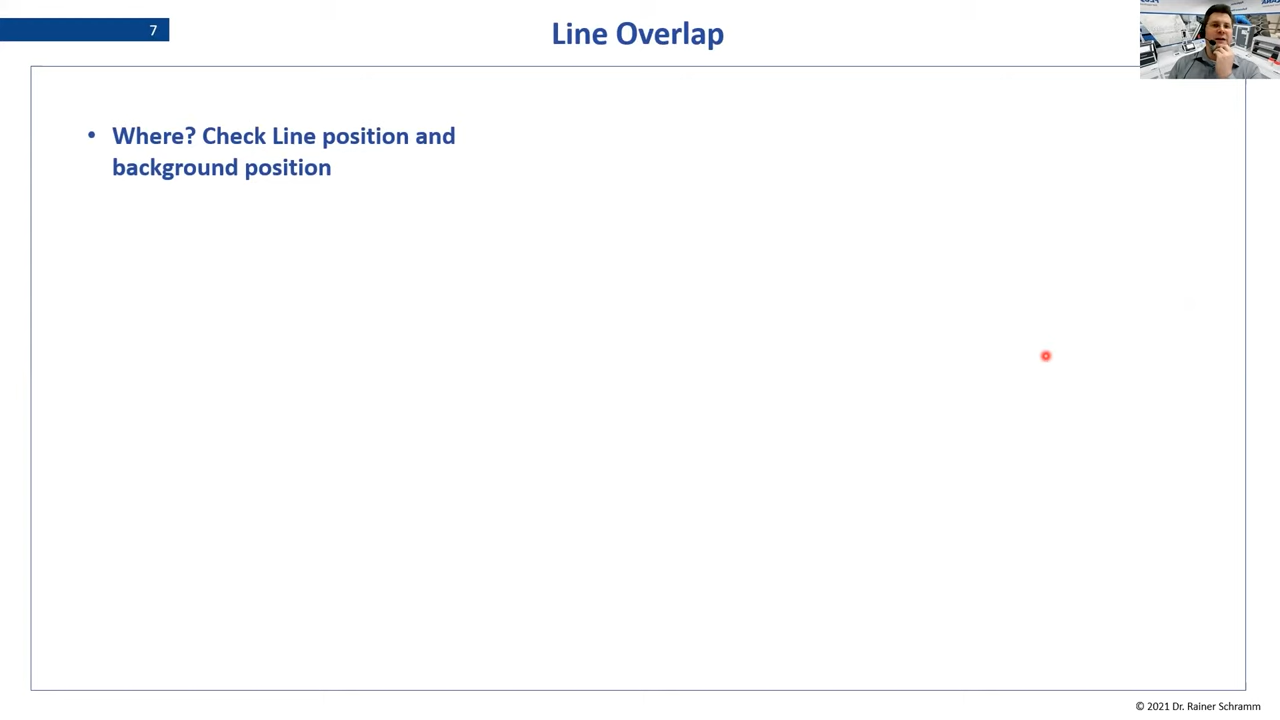 7
Line Overlap
• Where? Check Line position and
background position
© 2021 Dr. Rainer Schramm